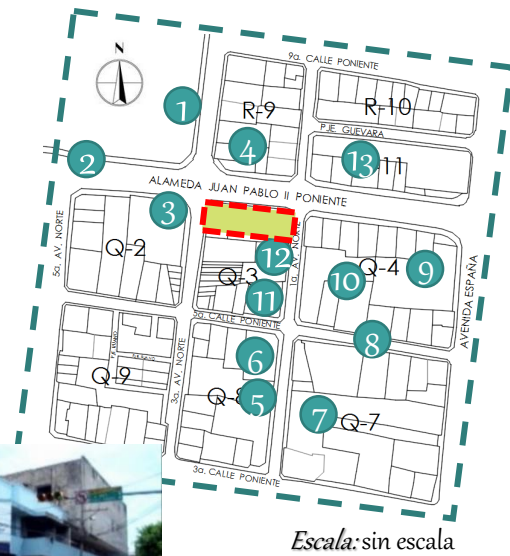 N
9a. CALLE PONIENTE
1
R-9
R-10
PJE. GUEVARA
2
4
13
11
ALAMEDA JUAN PABLO II PONIENTE
3
5a. AV. NORTE
Q-2
1a. AV. NORTE
12
Q-3
Q-4
9
10
11
AVENIDA ESPAÑA
5a. CALLE PONIENTE
8
6
3a. AV. NORTE
Q-9
Q-8
5
7
Q-7
3a. CALLE PONIENTE
Escala: sin escala